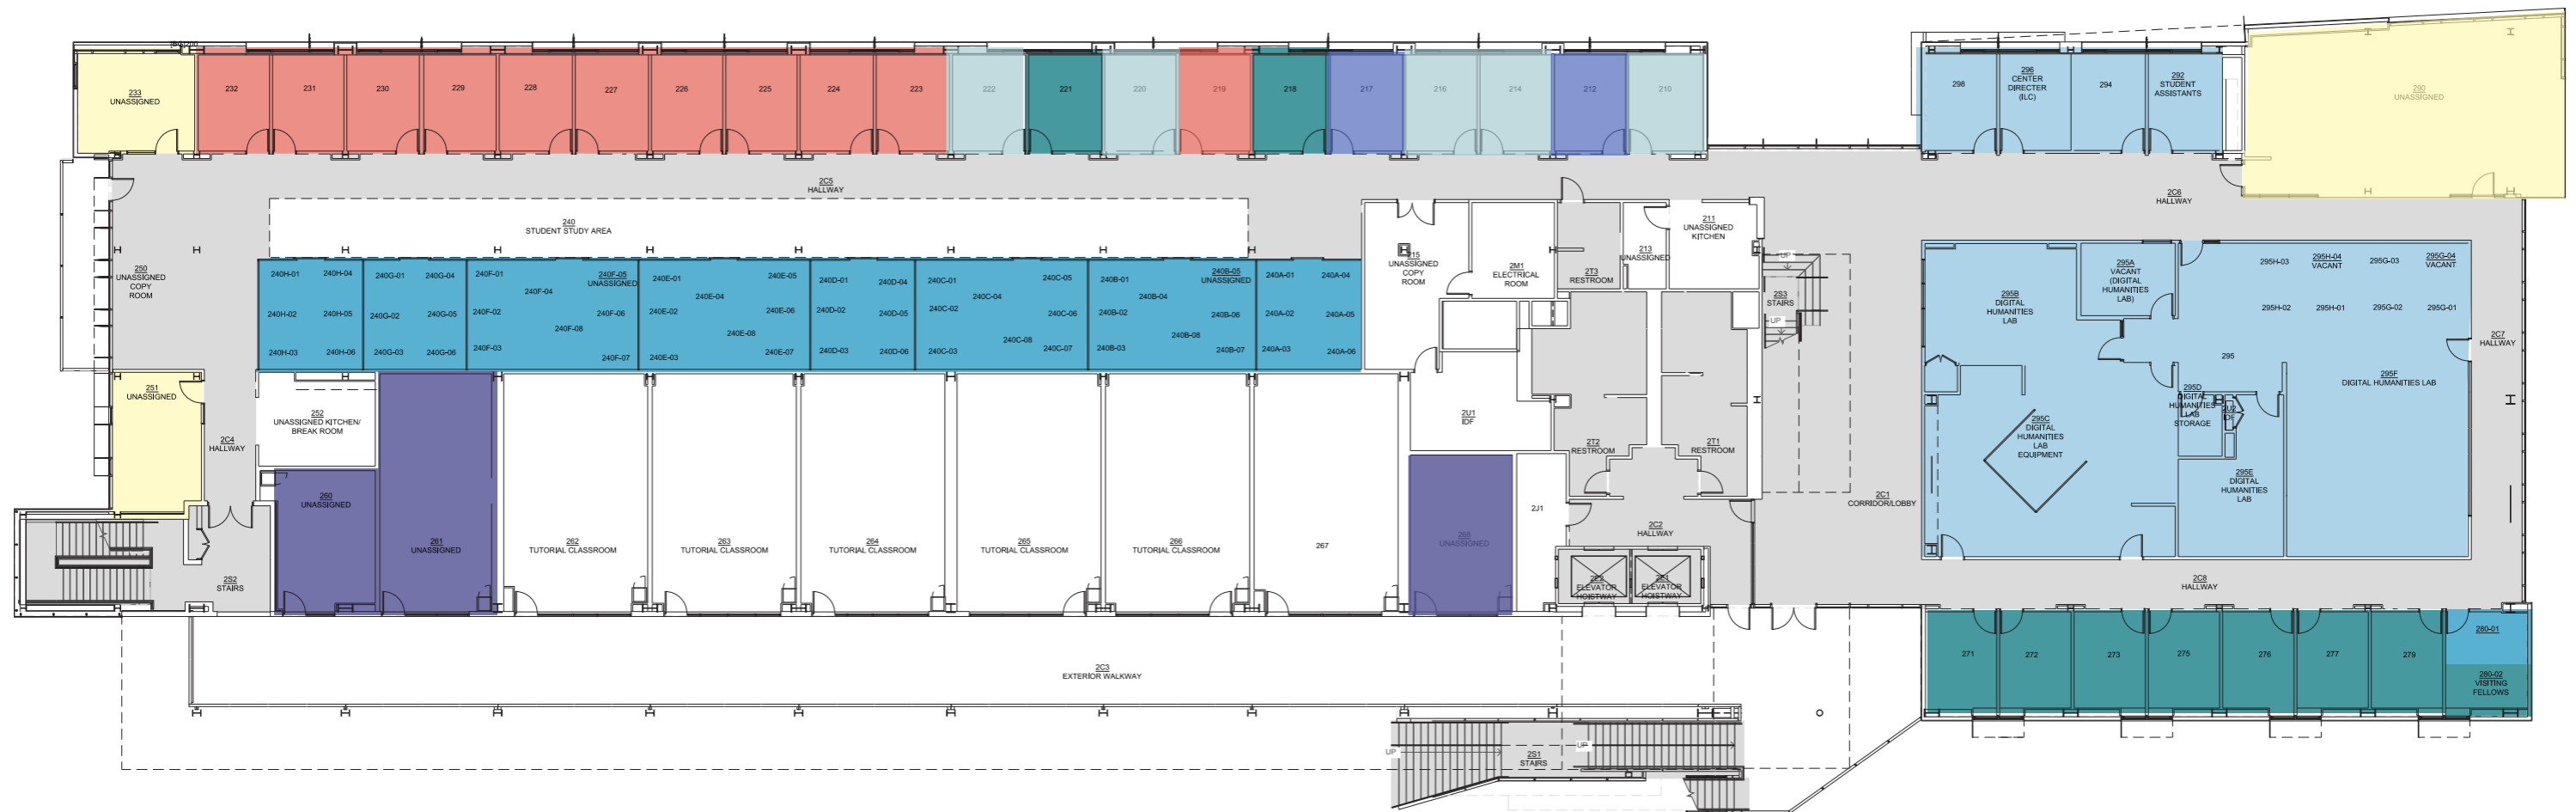 233
UNASSIGNED
232
231
230
229
228
227
226
225
224
223
222
221
220
219
218
217
216
214
212
210
298
296
CENTER
DIRECTER
(ILC)
294
292
STUDENT
ASSISTANTS
290
UNASSIGNED
2C5
HALLWAY
2C6
HALLWAY
240
STUDENT STUDY AREA
250
UNASSIGNED
COPY
ROOM
215
UNASSIGNED
COPY
ROOM
2M1
ELECTRICAL
ROOM
2T3
RESTROOM
213
UNASSIGNED
211
UNASSIGNED
KITCHEN
UP
2S3
STAIRS
UP
240H-01
240H-04
240H-02
240H-05
240H-03
240H-06
240G-01
240G-04
240G-02
240G-05
240G-03
240G-06
240F-01
240F-05
UNASSIGNED
240F-04
240F-02
240F-06
240F-08
240F-03
240F-07
240E-01
240E-05
240E-04
240E-02
240E-06
240E-08
240E-03
240E-07
240D-01
240D-04
240D-02
240D-05
240D-03
240D-06
240C-01
240C-05
240C-04
240C-02
240C-06
240C-08
240C-03
240C-07
240B-01
240B-05
UNASSIGNED
240B-04
240B-02
240B-06
240B-08
240B-03
240B-07
240A-01
240A-04
240A-02
240A-05
240A-03
240A-06
295B
DIGITAL
HUMANITIES
LAB
295A
VACANT
(DIGITAL
HUMANITIES
LAB)
295H-03
295H-04
VACANT
295G-03
295G-04
VACANT
295H-02
295H-01
295G-02
295G-01
2C7
HALLWAY
295
295F
DIGITAL HUMANITIES LAB
295D
DIGITAL
HUMANITIES
LAB
STORAGE
2U2
IDF
295C
DIGITAL
HUMANITIES
LAB
EQUIPMENT
295E
DIGITAL
HUMANITIES
LAB
251
UNASSIGNED
252
UNASSIGNED KITCHEN/
BREAK ROOM
2C4
HALLWAY
2U1
IDF
2T2
RESTROOM
2T1
RESTROOM
260
UNASSIGNED
261
UNASSIGNED
262
TUTORIAL CLASSROOM
263
TUTORIAL CLASSROOM
264
TUTORIAL CLASSROOM
265
TUTORIAL CLASSROOM
266
TUTORIAL CLASSROOM
267
268
UNASSIGNED
2J1
2C2
HALLWAY
2C1
CORRIDOR/LOBBY
2S2
STAIRS
2E2
ELEVATOR
HOISTWAY
2E1
ELEVATOR
HOISTWAY
2C8
HALLWAY
271
272
273
275
276
277
279
280-01
280-02
VISITING
FELLOWS
2C3
EXTERIOR WALKWAY
UP
UP
2S1
STAIRS